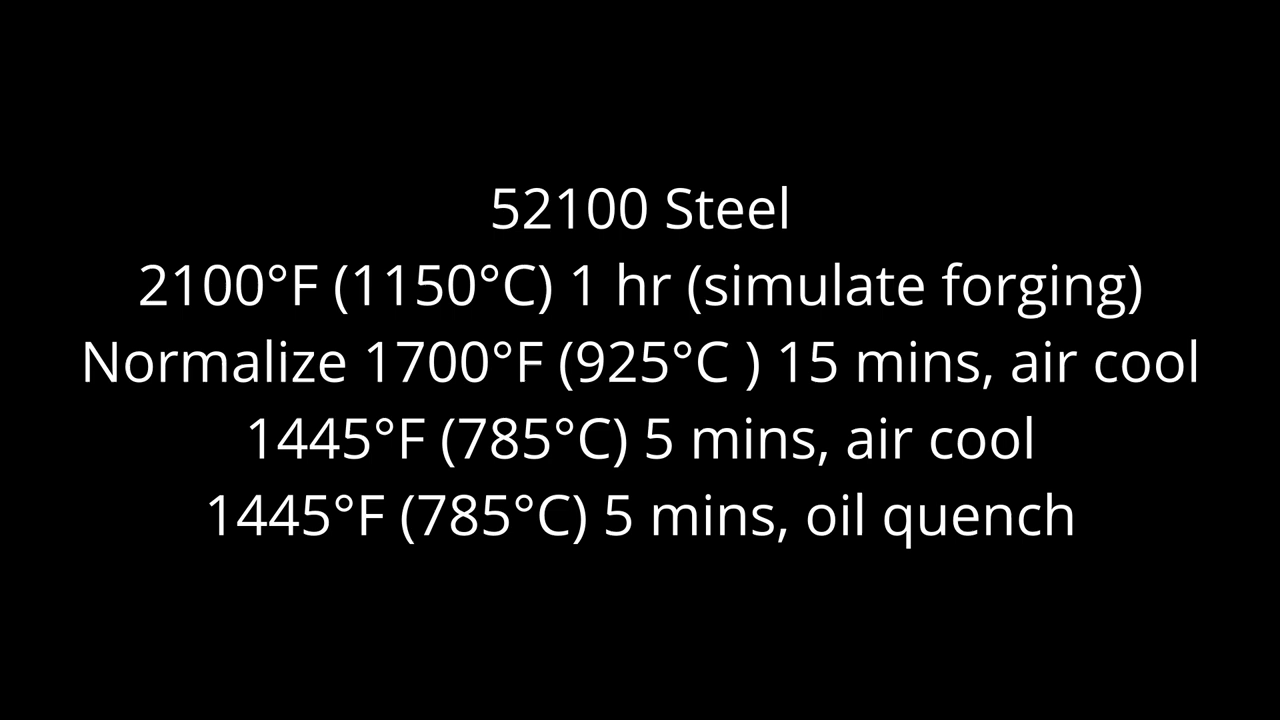 52100 Steel
2100°F (1150°C) 1 hr (simulate forging)
Normalize 1700°F (925°C ) 15 mins, air cool
1445°F (785°C) 5 mins, air cool
1445°F (785°C) 5 mins, oil quench